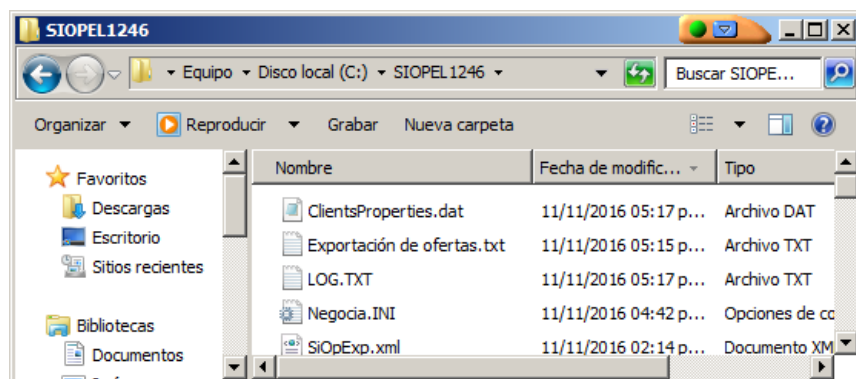 SIOPEL1246
Equipo Disco local (C:) SIOPEL1246 Buscar SIOPE...
Organizar Reproducir Grabar Nueva carpeta
Favoritos
Descargas
Escritorio
Sitios recientes
Bibliotecas
Documentos
Nombre Fecha de modific... Tipo
ClientsProperties.dat 11/11/2016 05:17 p... Archivo DAT
Exportación de ofertas.txt 11/11/2016 05:15 p... Archivo TXT
LOG.TXT 11/11/2016 05:17 p... Archivo TXT
Negocia.INI 11/11/2016 04:42 p... Opciones de co
SiOpExp.xml 11/11/2016 02:14 p... Documento XM